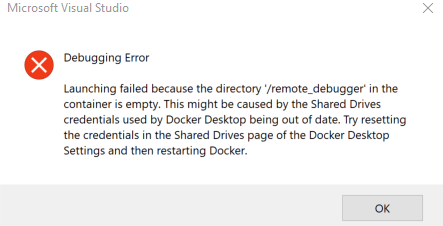 Microsoft Visual Studio
Debugging Error
Launching failed because the directory '/remote_debugger' in the
container is empty. This might be caused by the Shared Drives
credentials used by Docker Desktop being out of date. Try resetting
the credentials in the Shared Drives page of the Docker Desktop
Settings and then restarting Docker.
OK